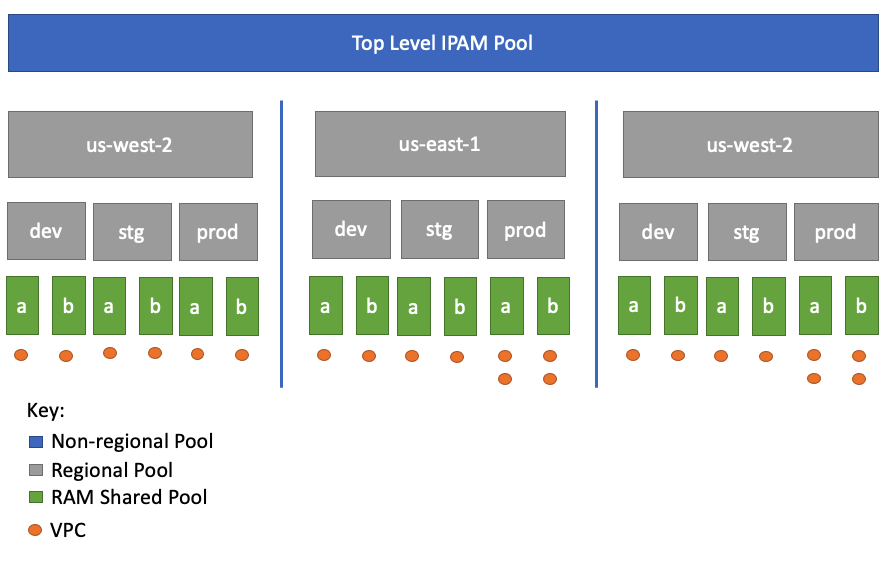 Top Level IPAM Pool
us-west-2 us-east-1 us-west-2
dev stg prod dev stg prod dev stg prod
a b a b a b a b a b a b a b a b a b
Key:
Non-regional Pool
Regional Pool
RAM Shared Pool
VPC